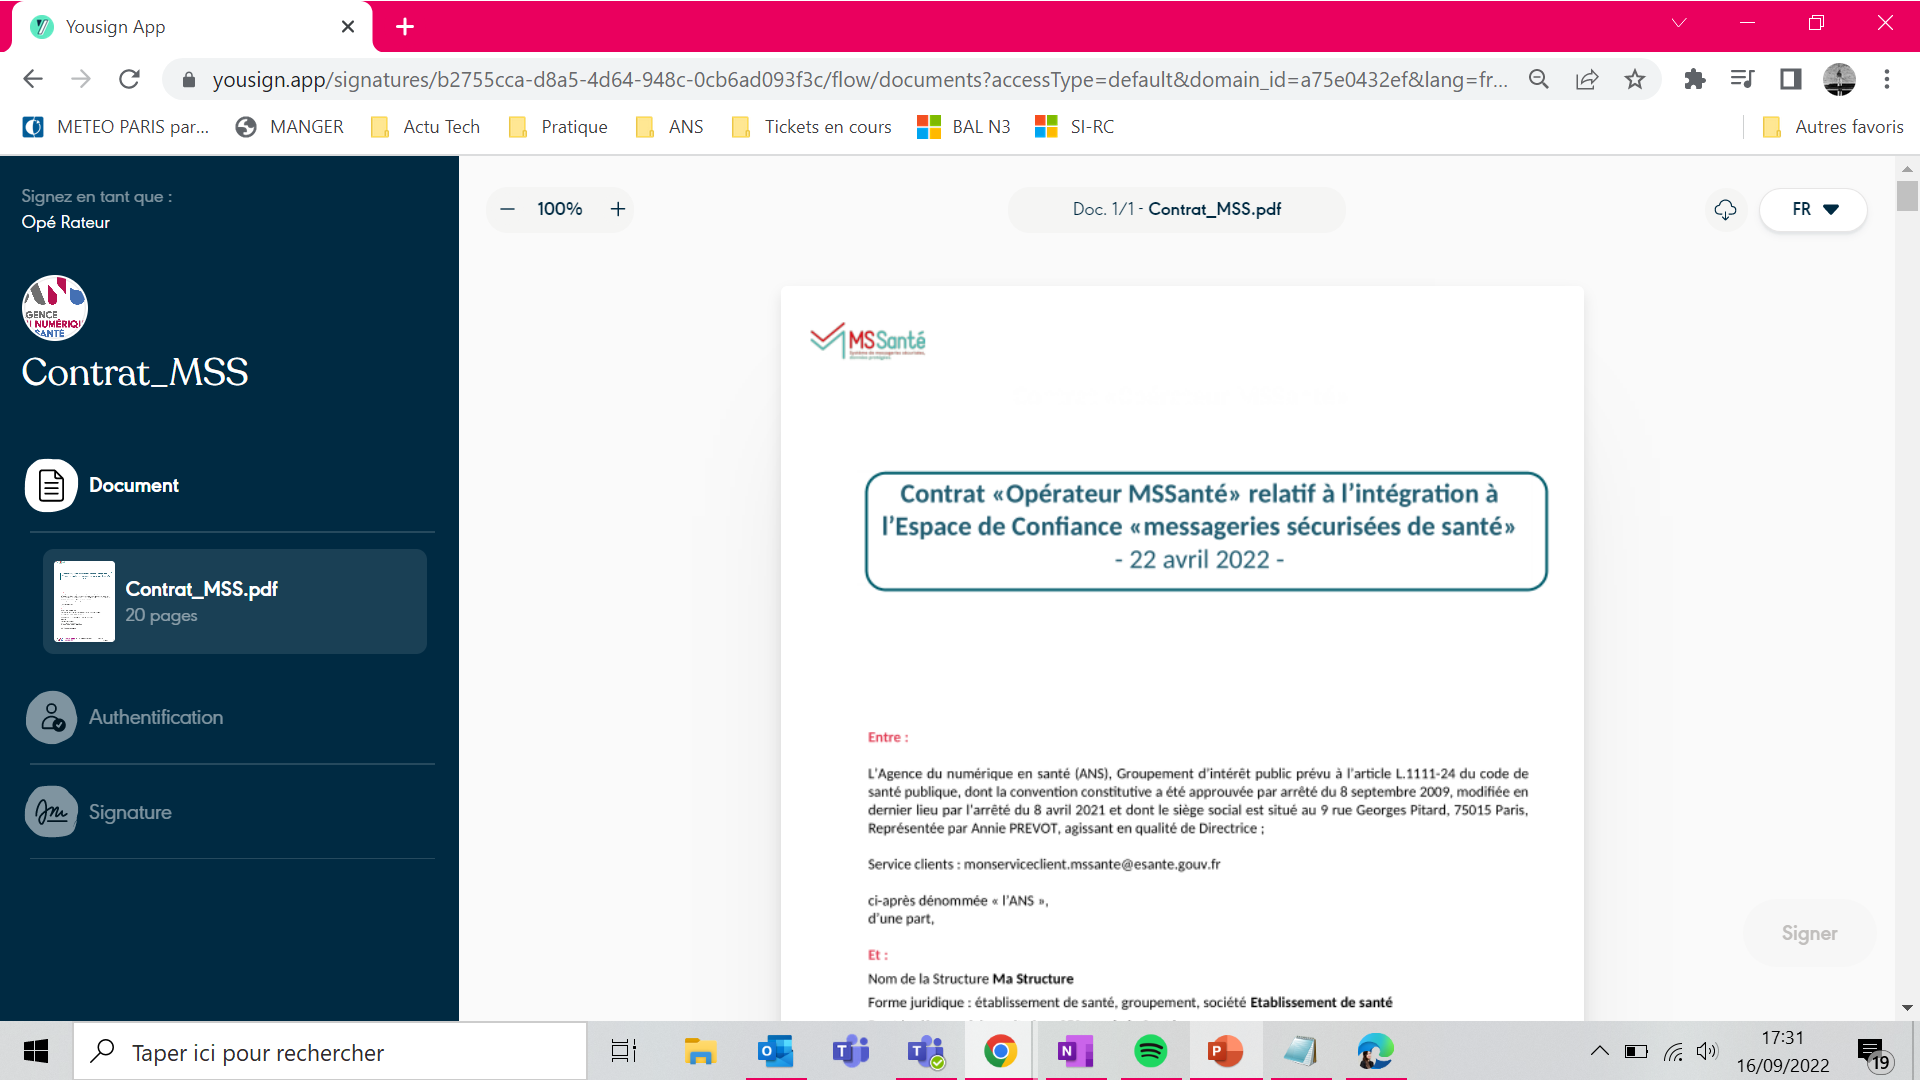 Yousign App
yousign.app/signatures/b2755cca-d8a5-4d64-948c-0cb6ad093f3c/flow/documents?accessType=default&domain_id=a75e0432ef&lang=fr...
METEO PARIS par...
MANGER
Actu Tech
Pratique
ANS
Tickets en cours
BAL N3
SI-RC
Autres favoris
Signez en tant que :
Opé Rateur
GENCE
NUMÉRIQ
SANTÉ
Contrat_MSS
Document
Contrat_MSS.pdf
20 pages
Authentification
Signature
100%
Doc. 1/1 - Contrat_MSS.pdf
FR
MSSanté
Système de messageries sécurisées,
données protégées
Contrat «Opérateur MSSanté» relatif à l’intégration à
l’Espace de Confiance «messageries sécurisées de santé»
- 22 avril 2022 -
Entre :
L’Agence du numérique en santé (ANS), Groupement d’intérêt public prévu à l’article L.1111-24 du code de
santé publique, dont la convention constitutive a été approuvée par arrêté du 8 septembre 2009, modifiée en
dernier lieu par l’arrêté du 8 avril 2021 et dont le siège social est situé au 9 rue Georges Pitard, 75015 Paris,
Représentée par Annie PREVOT, agissant en qualité de Directrice ;
Service clients : monserviceclient.mssante@esante.gouv.fr
ci-après dénommée « l’ANS »,
d’une part,
Et :
Nom de la Structure Ma Structure
Forme juridique : établissement de santé, groupement, société Etablissement de santé
Signer
Taper ici pour rechercher
17:31
16/09/2022
19